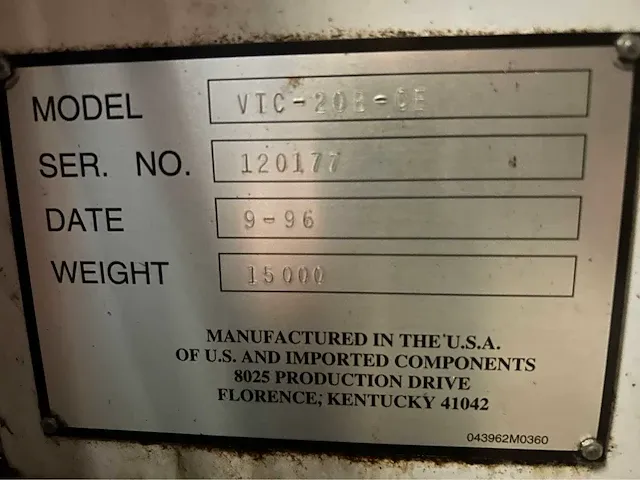 MODEL VTC-20B-CE
SER. NO. 120177
DATE 9-96
WEIGHT 15000
MANUFACTURED IN THE U.S.A.
OF U.S. AND IMPORTED COMPONENTS
8025 PRODUCTION DRIVE
FLORENCE, KENTUCKY 41042
043962M0360